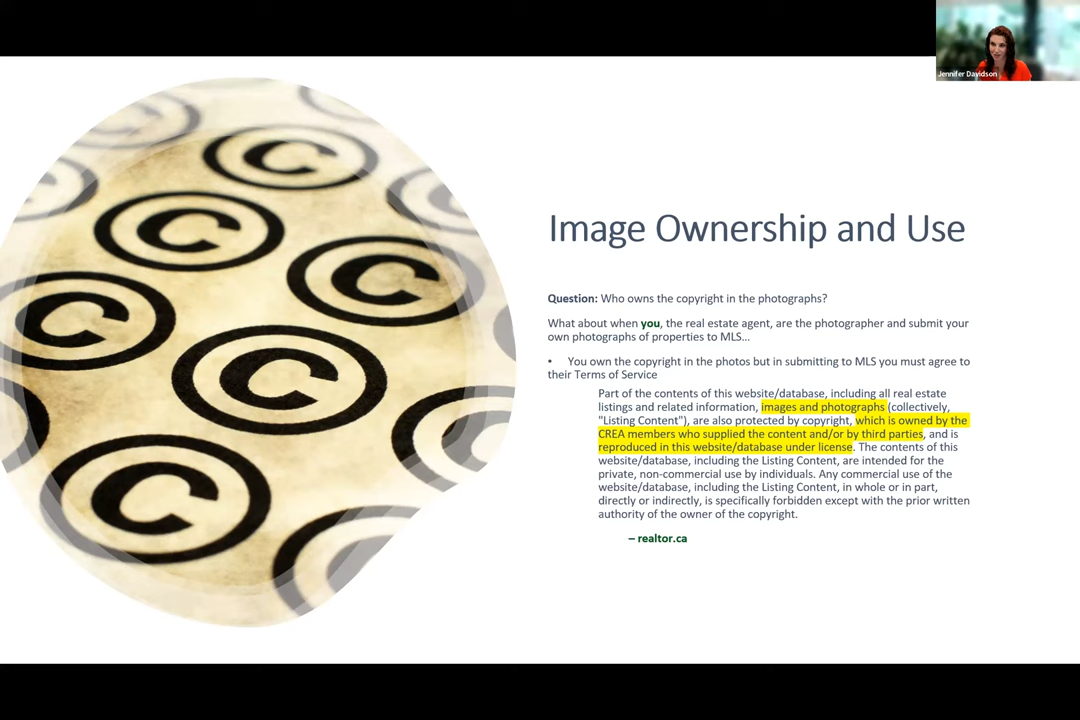 Jennifer Davidson
Image Ownership and Use
Question: Who owns the copyright in the photographs?
What about when you, the real estate agent, are the photographer and submit your
own photographs of properties to MLS...
• You own the copyright in the photos but in submitting to MLS you must agree to
their Terms of Service
Part of the contents of this website/database, including all real estate
listings and related information, images and photographs (collectively,
"Listing Content"), are also protected by copyright, which is owned by the
CREA members who supplied the content and/or by third parties, and is
reproduced in this website/database under license. The contents of this
website/database, including the Listing Content, are intended for the
private, non-commercial use by individuals. Any commercial use of the
website/database, including the Listing Content, in whole or in part,
directly or indirectly, is specifically forbidden except with the prior written
authority of the owner of the copyright.
– realtor.ca